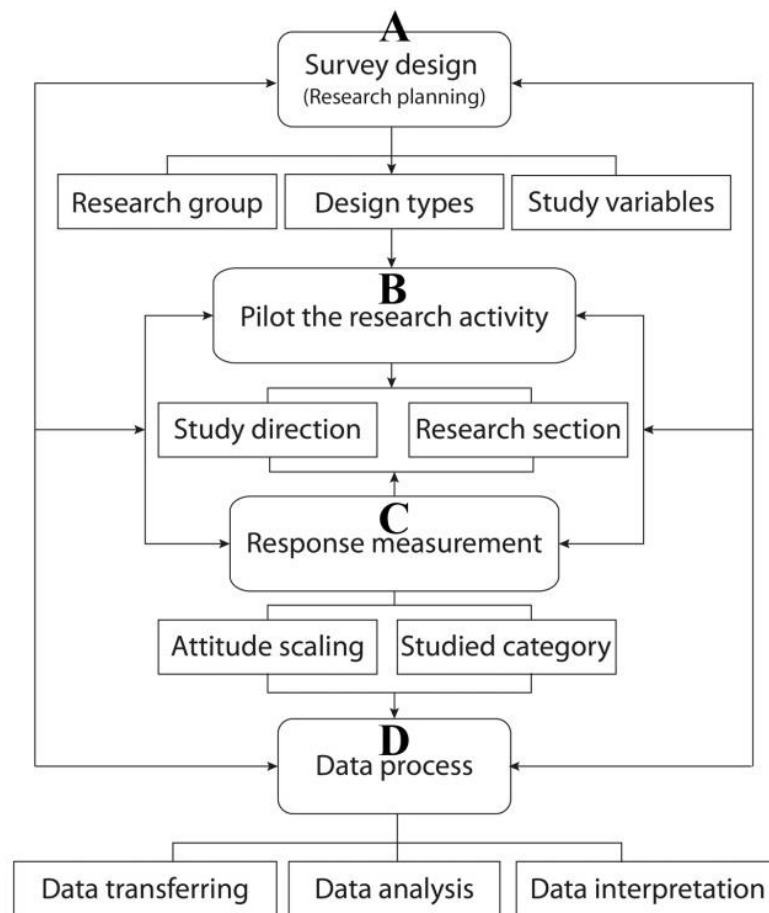 A
Survey design
(Research planning)
Research group
Design types
Study variables
B
Pilot the research activity
Study direction
Research section
C
Response measurement
Attitude scaling
Studied category
D
Data process
Data transferring
Data analysis
Data interpretation